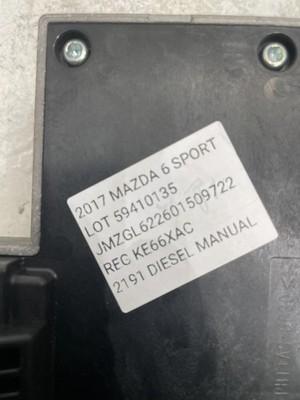 2017 MAZDA 6 SPORT
LOT 59410135
JMZGL622601509722
REG KE66XAC
2191 DIESEL MANUAL